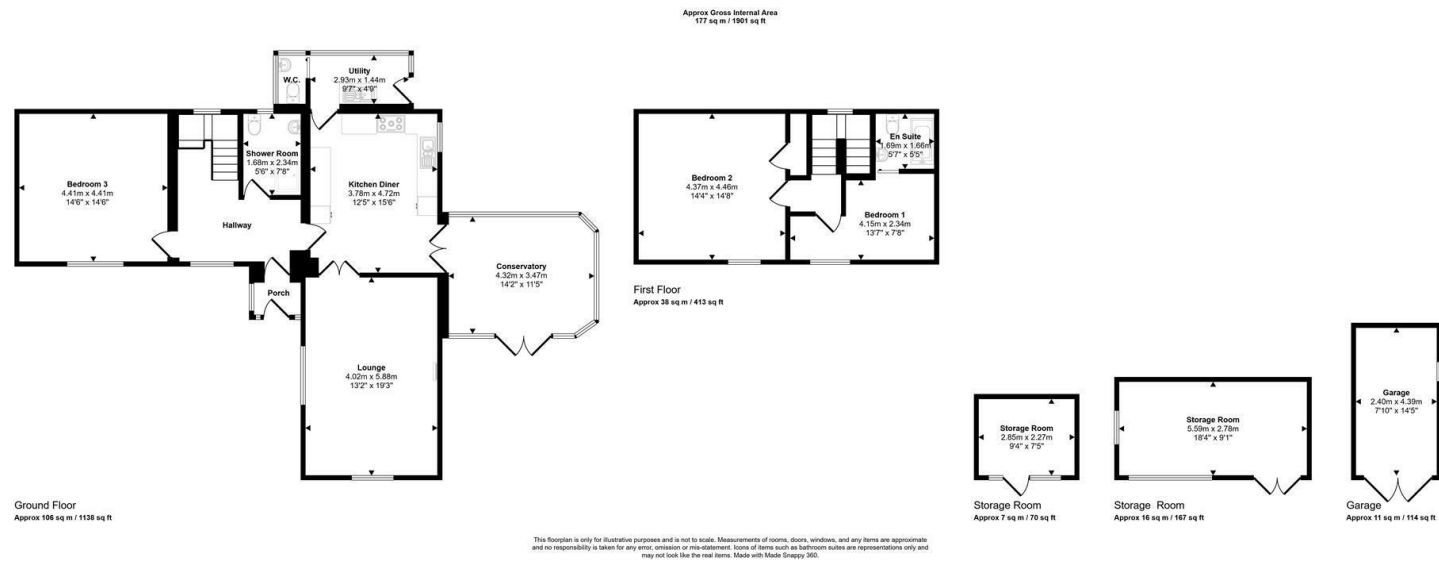 Approx Gross Internal Area
177 sq m / 1901 sq ft
W.C.
Utility
2.93m x 1.44m
9'7" x 4'9"
Shower Room
1.68m x 2.34m
5'6" x 7'8"
Bedroom 3
4.41m x 4.41m
14'6" x 14'6"
Kitchen Diner
3.78m x 4.72m
12'5" x 15'6"
Hallway
Porch
Conservatory
4.32m x 3.47m
14'2" x 11'5"
Lounge
4.02m x 5.88m
13'2" x 19'3"
Ground Floor
Approx 106 sq m / 1138 sq ft
En Suite
1.69m x 1.66m
5'7" x 5'5"
Bedroom 2
4.37m x 4.46m
14'4" x 14'8"
Bedroom 1
4.15m x 2.34m
13'7" x 7'8"
First Floor
Approx 38 sq m / 413 sq ft
Storage Room
2.85m x 2.27m
9'4" x 7'5"
Storage Room
Approx 7 sq m / 70 sq ft
Storage Room
5.59m x 2.78m
18'4" x 9'1"
Storage Room
Approx 16 sq m / 167 sq ft
Garage
2.40m x 4.39m
7'10" x 14'5"
Garage
Approx 11 sq m / 114 sq ft
This floorplan is only for illustrative purposes and is not to scale. Measurements of rooms, doors, windows, and any items are approximate
and no responsibility is taken for any error, omission or mis-statement. Icons of items such as bathroom suites are representations only and
may not look like the real items. Made with Made Snappy 360.